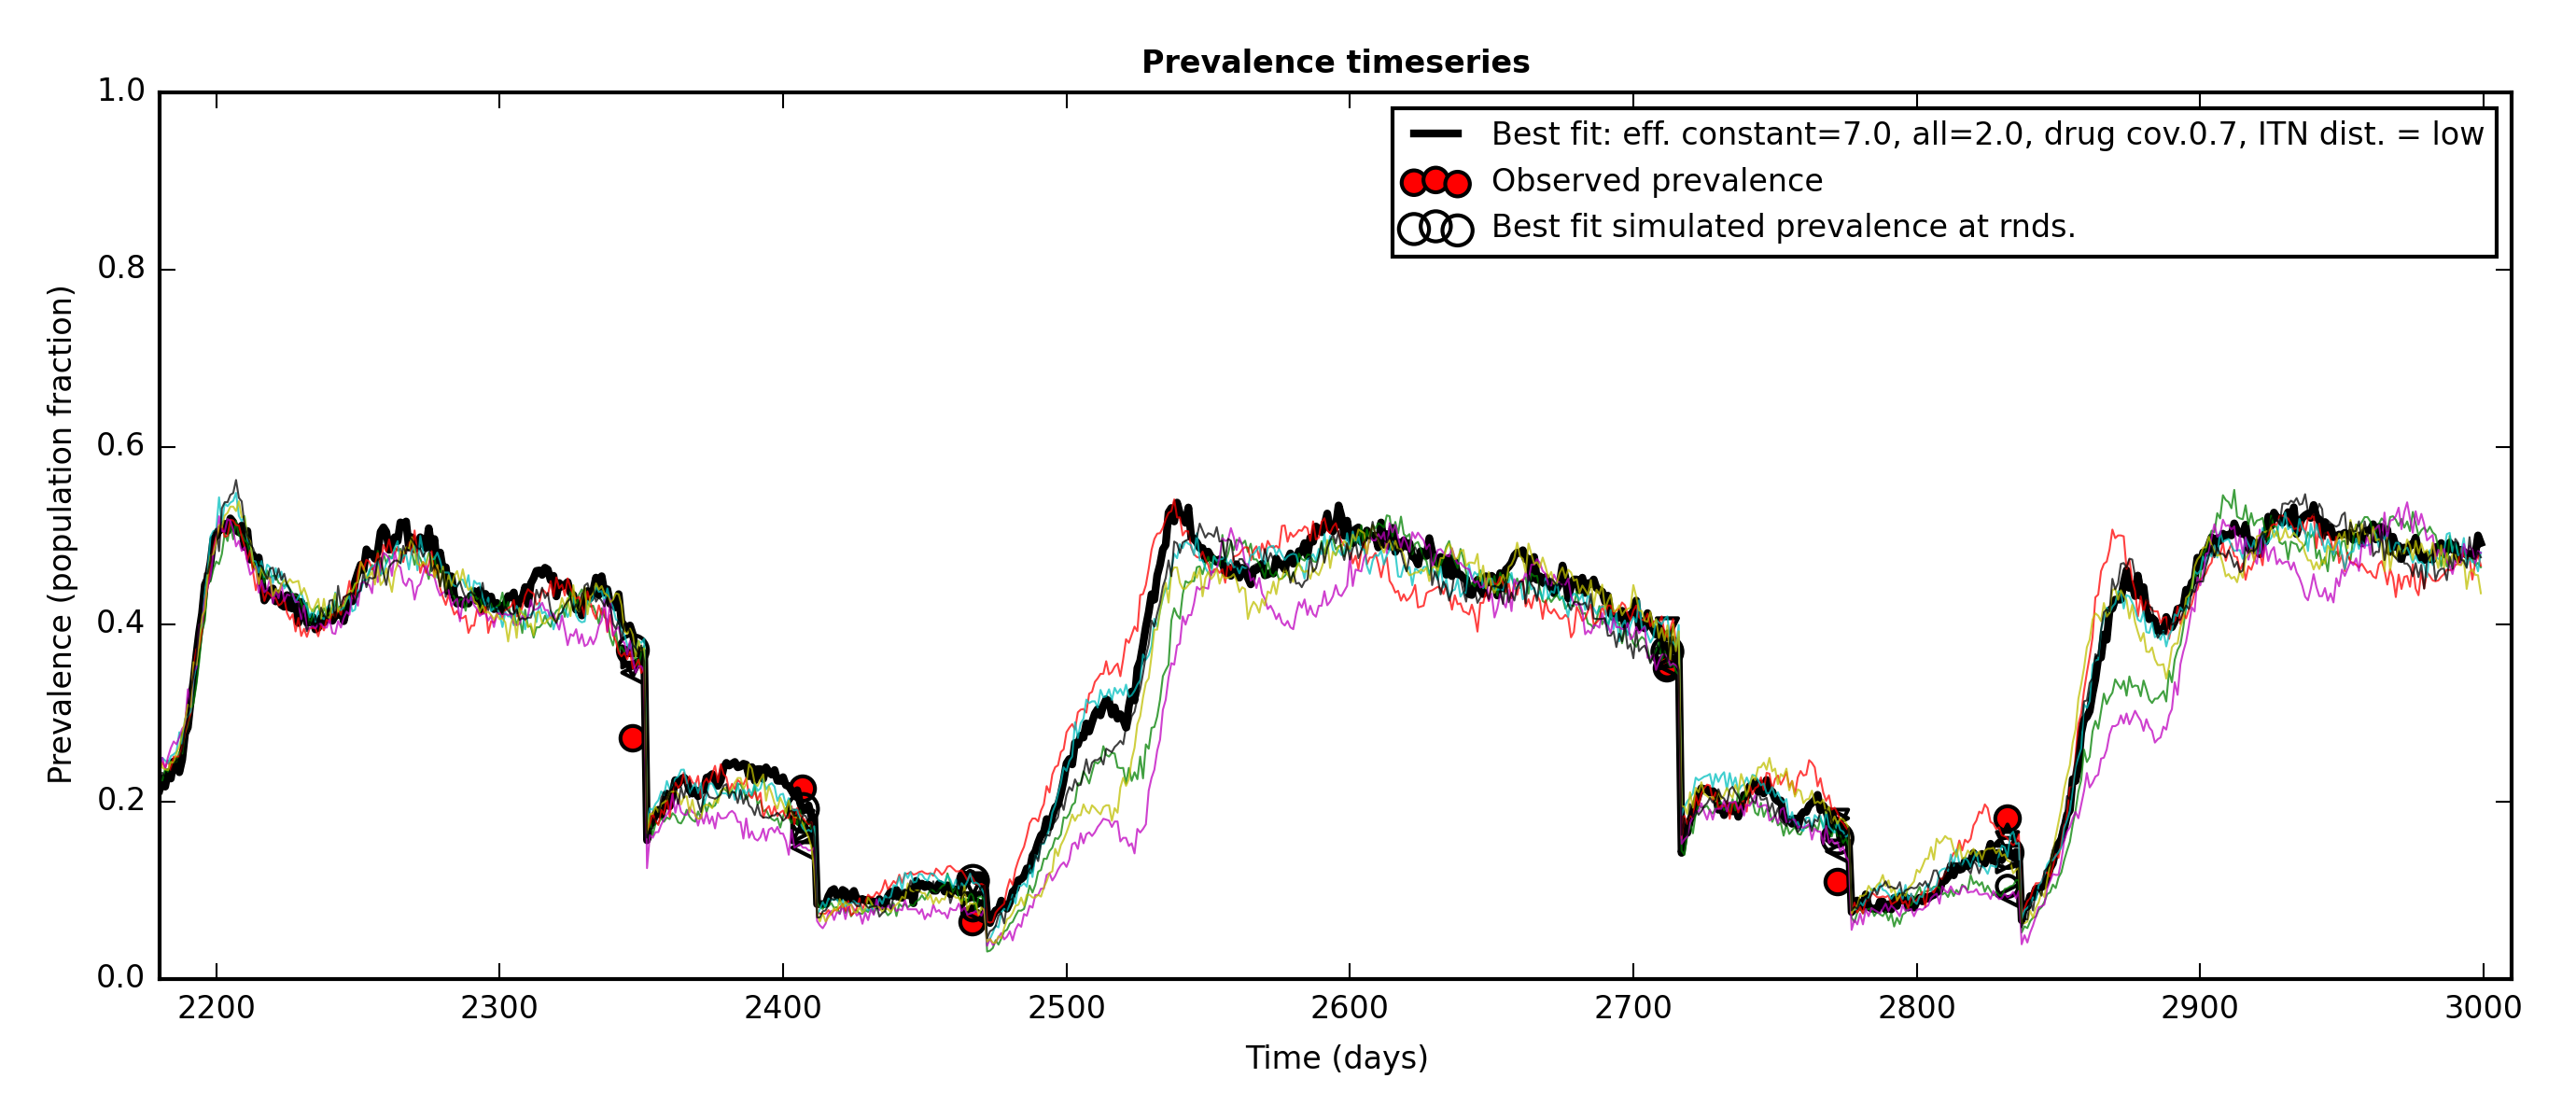 Prevalence timeseries
1.0
0.8
0.6
0.4
0.2
0.0
Prevalence (population fraction)
Best fit: eff. constant=7.0, all=2.0, drug cov.0.7, ITN dist. = low
Observed prevalence
Best fit simulated prevalence at rnds.
2200 2300 2400 2500 2600 2700 2800 2900 3000
Time (days)